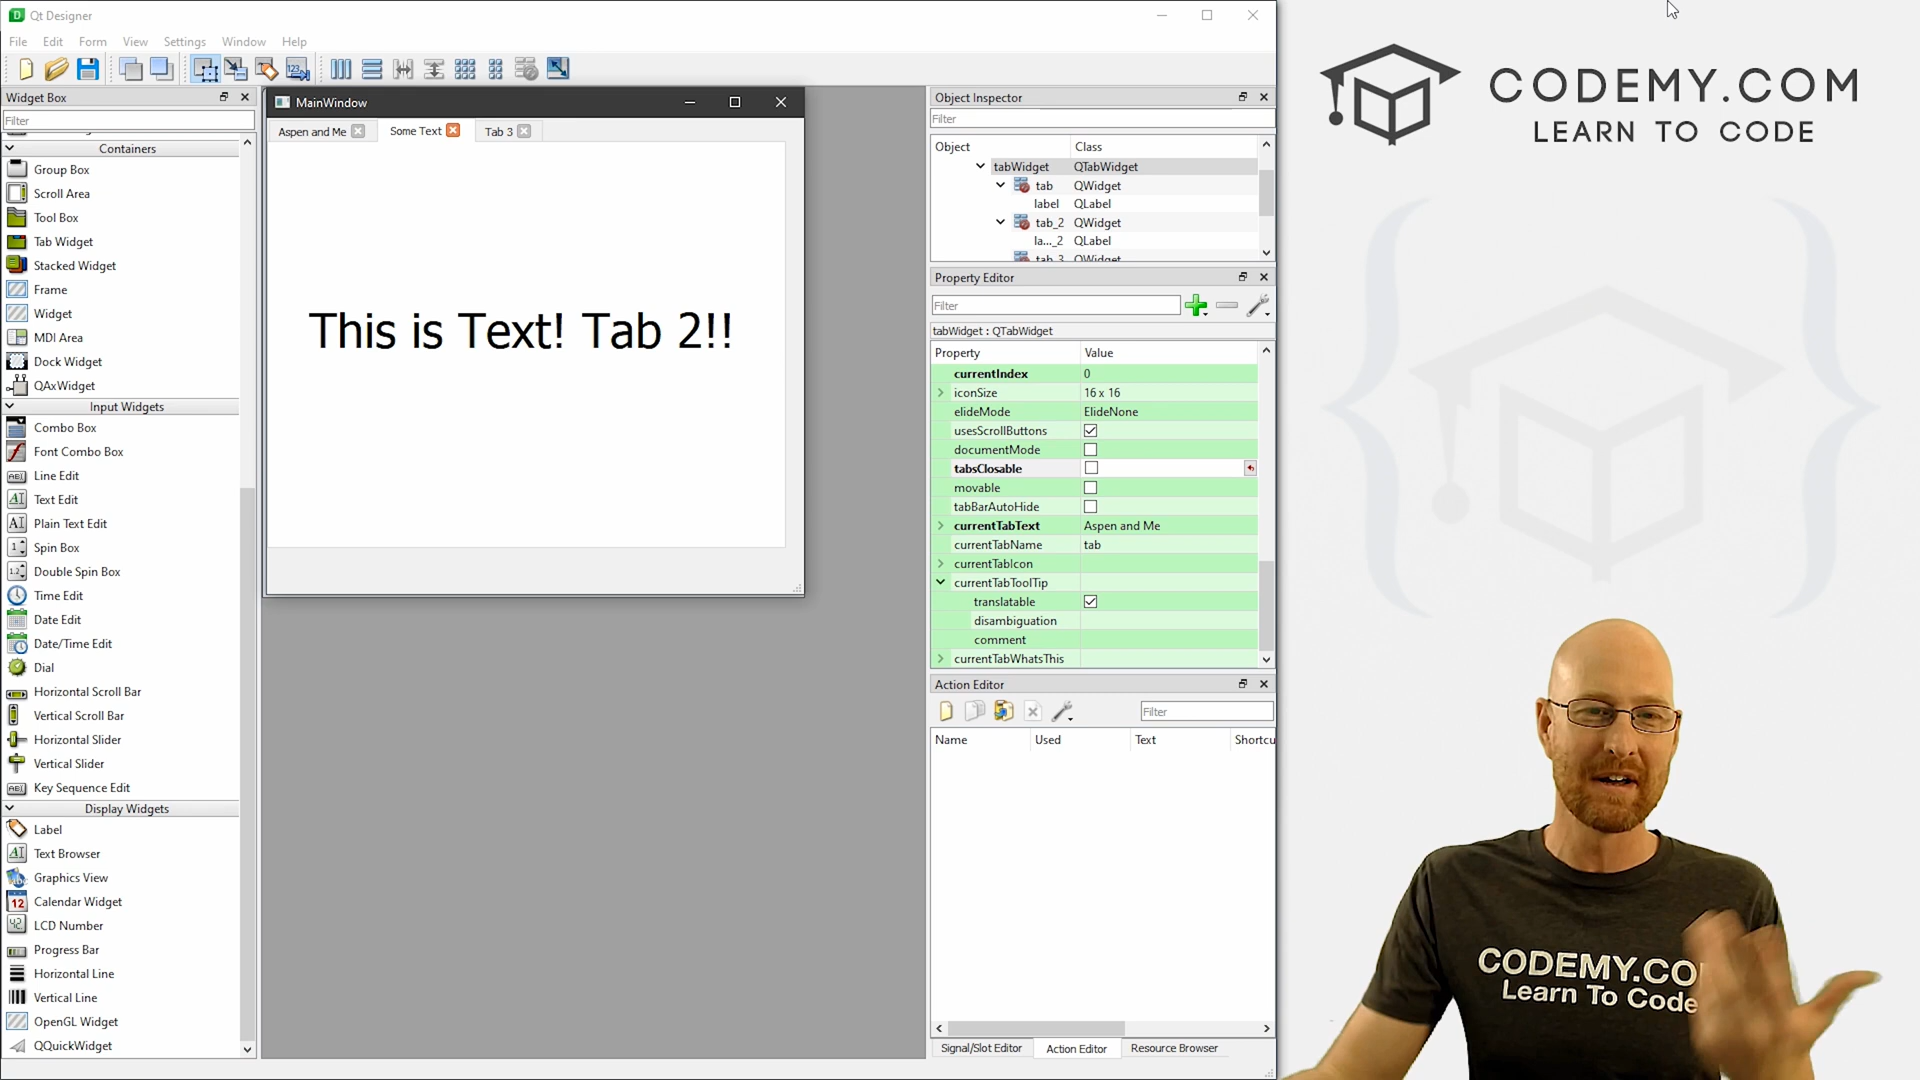 Qt Designer
File Edit Form View Settings Window Help
Widget Box
Filter
Containers
Group Box
Scroll Area
Tool Box
Tab Widget
Stacked Widget
Frame
Widget
MDI Area
Dock Widget
QAxWidget
Input Widgets
Combo Box
Font Combo Box
Line Edit
Text Edit
Plain Text Edit
Spin Box
Double Spin Box
Time Edit
Date Edit
Date/Time Edit
Dial
Horizontal Scroll Bar
Vertical Scroll Bar
Horizontal Slider
Vertical Slider
Key Sequence Edit
Display Widgets
Label
Text Browser
Graphics View
Calendar Widget
LCD Number
Progress Bar
Horizontal Line
Vertical Line
OpenGL Widget
QQuickWidget
MainWindow
Aspen and Me Some Text Tab 3
This is Text! Tab 2!!
Object Inspector
Filter
Object Class
tabWidget QTabWidget
tab QWidget
label QLabel
tab_2 QWidget
la..._2 QLabel
tab_3 QWidget
Property Editor
Filter
tabWidget : QTabWidget
Property Value
currentIndex 0
iconSize 16 x 16
elideMode ElideNone
usesScrollButtons
documentMode
tabsClosable
movable
tabBarAutoHide
currentTabText Aspen and Me
currentTabName tab
currentTabIcon
currentTabToolTip
translatable
disambiguation
comment
currentTabWhatsThis
Action Editor
Filter
Name Used Text Shortcu
Signal/Slot Editor Action Editor Resource Browser
CODEMY.COM
LEARN TO CODE
CODEMY.CO
Learn To Code